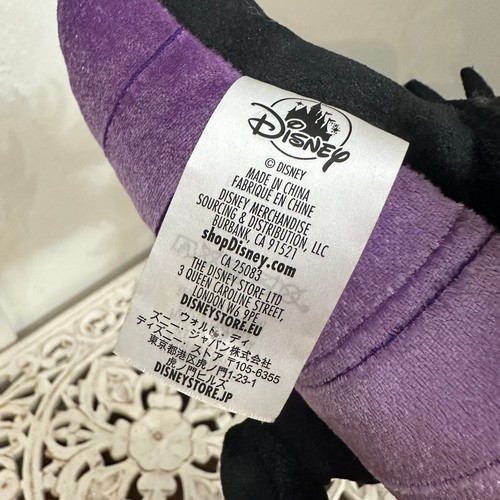 Disney
© DISNEY
MADE IN CHINA
FABRIQUÉ EN CHINE
DISNEY MERCHANDISE
SOURCING & DISTRIBUTION, LLC
BURBANK, CA 91521
shopDisney.com
CA 25083
THE DISNEY STORE LTD
3 QUEEN CAROLINE STREET,
LONDON W6 9PE,
DISNEYSTORE.EU
ウォルト・ディ
ズニー・ジャパン株式会社
ディズニー・ストア 〒105-6355
東京都港区虎ノ門1-23-1
虎ノ門ヒルズ
DISNEYSTORE.JP